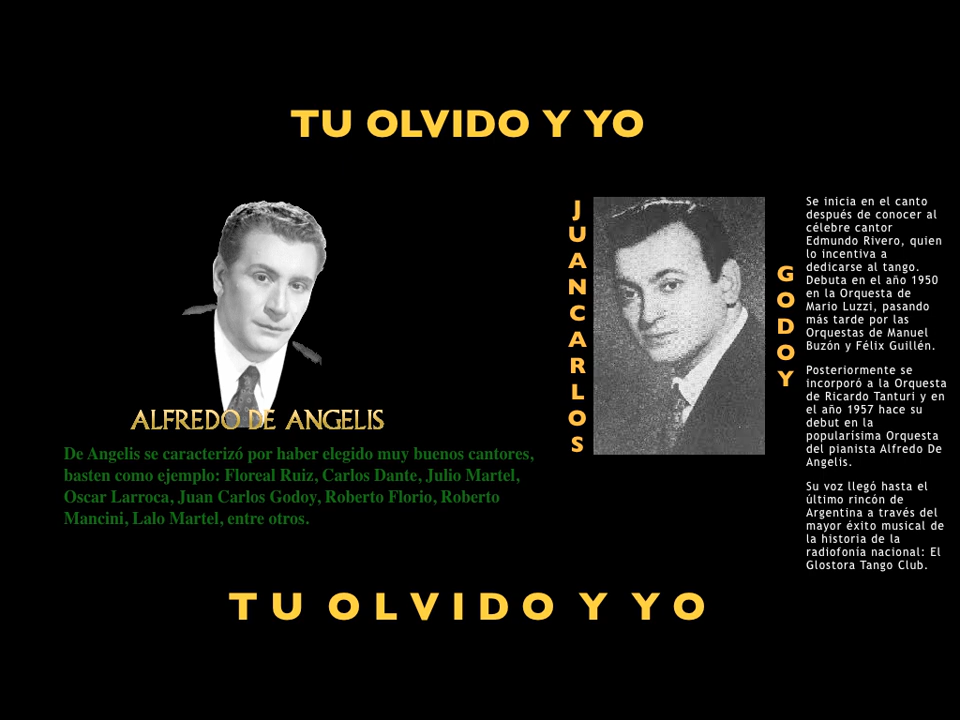 TU OLVIDO Y YO
ALFREDO DE ANGELIS
De Angelis se caracterizó por haber elegido muy buenos cantores,
basten como ejemplo: Floreal Ruiz, Carlos Dante, Julio Martel,
Oscar Larroca, Juan Carlos Godoy, Roberto Florio, Roberto
Mancini, Lalo Martel, entre otros.
JUAN CARLOS
GODOY
Se inicia en el canto
después de conocer al
célebre cantor
Edmundo Rivero, quien
lo incentiva a
dedicarse al tango.
Debuta en el año 1950
en la Orquesta de
Mario Luzzi, pasando
más tarde por las
Orquestas de Manuel
Buzón y Félix Guillén.
Posteriormente se
incorporó a la Orquesta
de Ricardo Tanturi y en
el año 1957 hace su
debut en la
popularísima Orquesta
del pianista Alfredo De
Angelis.
Su voz llegó hasta el
último rincón de
Argentina a través del
mayor éxito musical de
la historia de la
radiofonía nacional: El
Glostora Tango Club.
TU OLVIDO Y YO